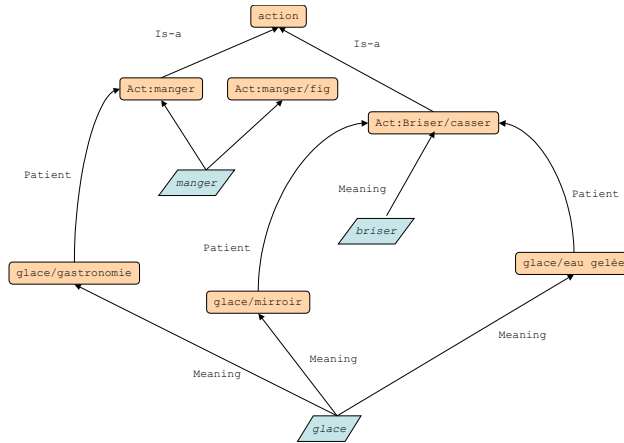 action
Is-a
Is-a
Act:manger
Act:manger/fig
Act:Briser/casser
Patient
manger
Meaning
Patient
briser
Patient
glace/gastronomie
glace/eau gelée
glace/mirroir
Meaning
Meaning
Meaning
glace